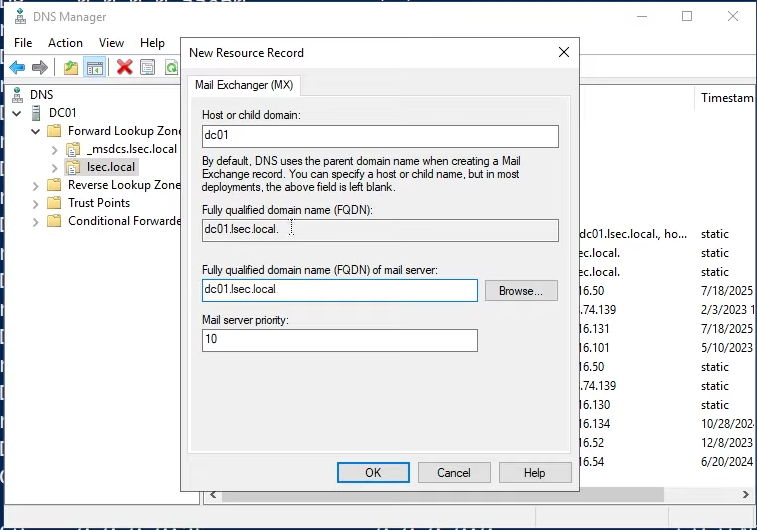 DNS Manager
File Action View Help
DNS
DC01
Forward Lookup Zone
_msdcs.lsec.local
lsec.local
Reverse Lookup Zone
Trust Points
Conditional Forwarde
New Resource Record
Mail Exchanger (MX)
Host or child domain:
dc01
By default, DNS uses the parent domain name when creating a Mail
Exchange record. You can specify a host or child name, but in most
deployments, the above field is left blank.
Fully qualified domain name (FQDN):
dc01.lsec.local.
Fully qualified domain name (FQDN) of mail server:
dc01.lsec.local
Browse...
Mail server priority:
10
OK Cancel Help
Timestam
dc01.lsec.local., ho... static
ec.local. static
ec.local. static
16.50 7/18/2025
.74.139 2/3/2023 1
16.131 7/18/2025
16.101 5/10/2023
16.50 static
.74.139 static
16.130 static
16.134 10/28/202
16.52 12/8/2023
16.54 6/20/2024